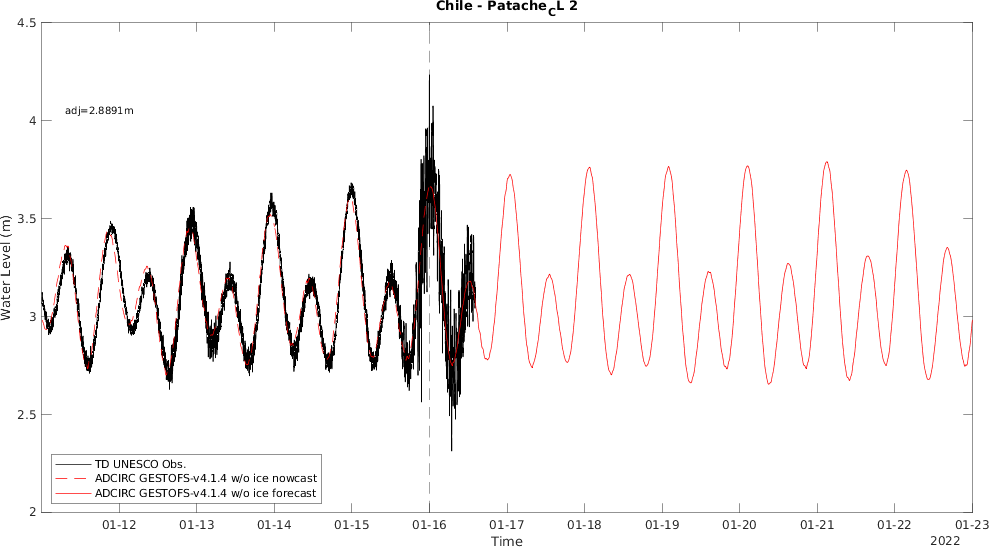 Chile - Patache_CL 2
4.5
4
3.5
3
2.5
2
Water Level (m)
adj=2.8891m
TD UNESCO Obs.
ADCIRC GESTOFS-v4.1.4 w/o ice nowcast
ADCIRC GESTOFS-v4.1.4 w/o ice forecast
01-12 01-13 01-14 01-15 01-16 01-17 01-18 01-19 01-20 01-21 01-22 01-23
Time
2022